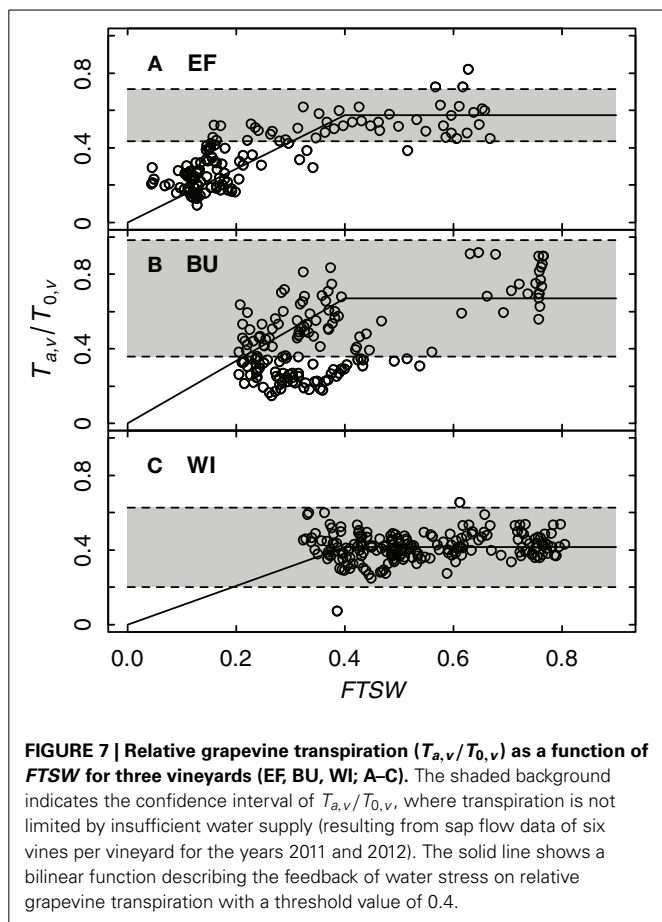 A EF
0.8
0.4
0
B BU
0.8
0.4
0
C WI
0.8
0.4
0
T_{a,v}/T_{0,v}
0.0 0.2 0.4 0.6 0.8
FTSW
FIGURE 7 | Relative grapevine transpiration (T_{a,v}/T_{0,v}) as a function of
FTSW for three vineyards (EF, BU, WI; A–C). The shaded background
indicates the confidence interval of T_{a,v}/T_{0,v}, where transpiration is not
limited by insufficient water supply (resulting from sap flow data of six
vines per vineyard for the years 2011 and 2012). The solid line shows a
bilinear function describing the feedback of water stress on relative
grapevine transpiration with a threshold value of 0.4.